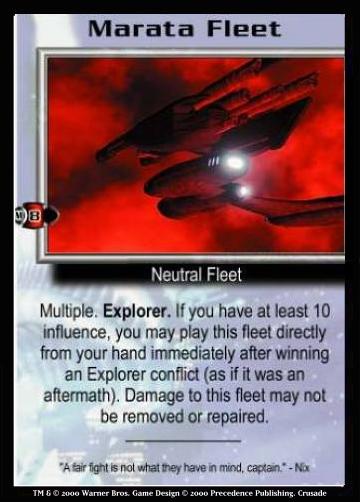 Marata Fleet
8
Neutral Fleet
Multiple. Explorer. If you have at least 10
influence, you may play this fleet directly
from your hand immediately after winning
an Explorer conflict (as if it was an
aftermath). Damage to this fleet may not
be removed or repaired.
"A fair fight is not what they have in mind, captain." - Nix
TM & © 2000 Warner Bros. Game Design © 2000 Precedence Publishing. Crusade